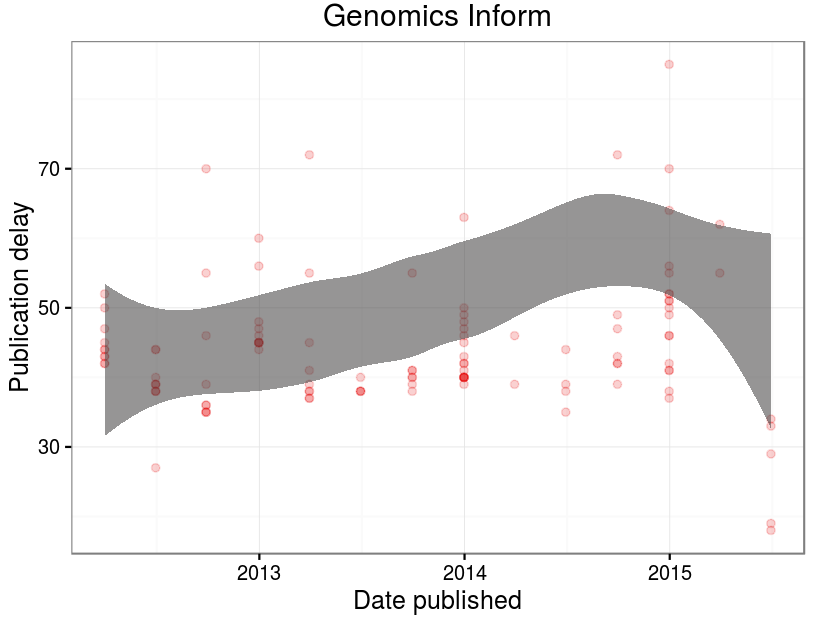 Genomics Inform
Publication delay
70
50
30
2013
2014
2015
Date published